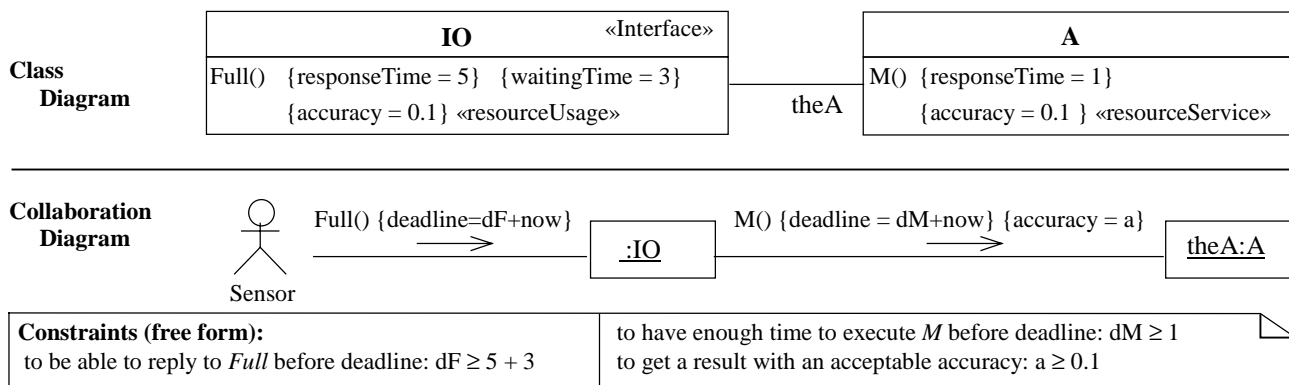 Class
Diagram
IO «Interface»
Full() {responseTime = 5} {waitingTime = 3}
{accuracy = 0.1} «resourceUsage»
theA
A
M() {responseTime = 1}
{accuracy = 0.1 } «resourceService»
Collaboration
Diagram
Sensor
Full() {deadline=dF+now}
:IO
M() {deadline = dM+now} {accuracy = a}
theA:A
Constraints (free form):
to be able to reply to Full before deadline: dF ≥ 5 + 3
to have enough time to execute M before deadline: dM ≥ 1
to get a result with an acceptable accuracy: a ≥ 0.1